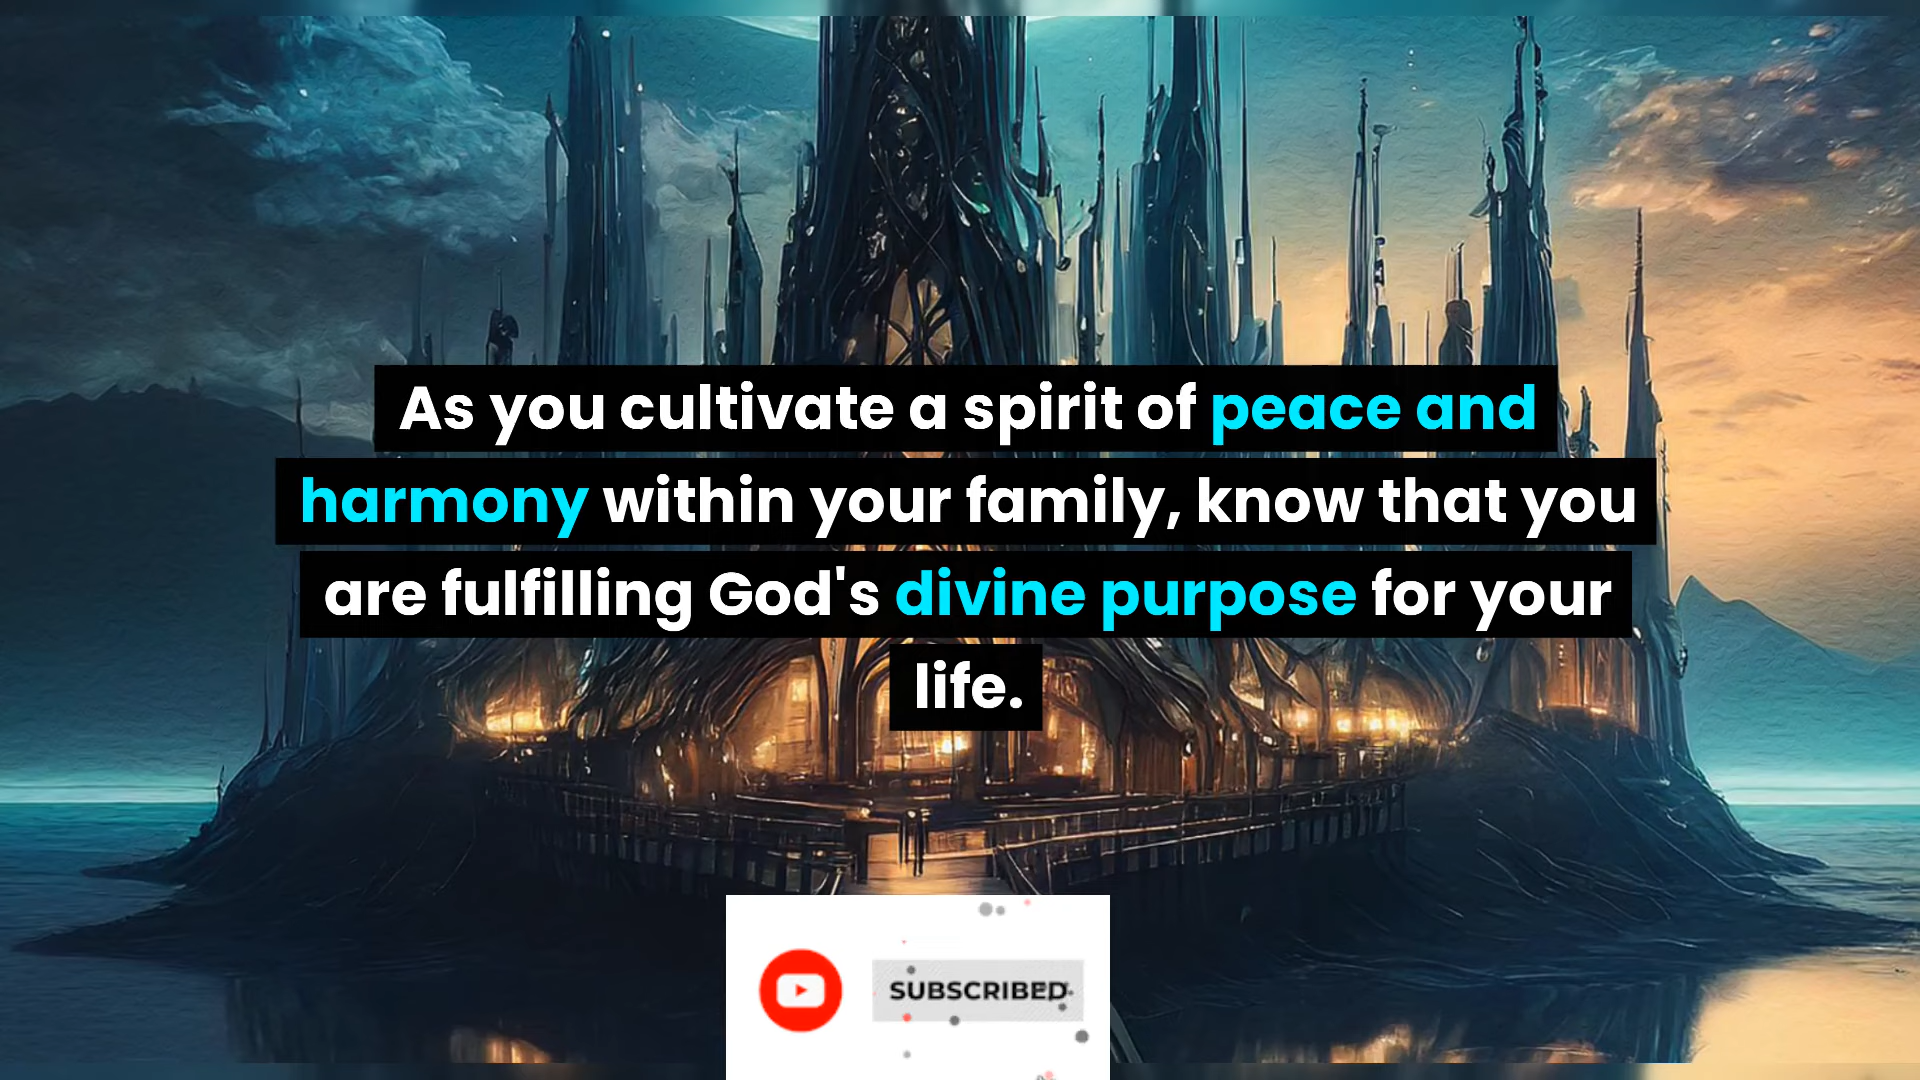 As you cultivate a spirit of peace and
harmony within your family, know that you
are fulfilling God's divine purpose for your
life.
SUBSCRIBED